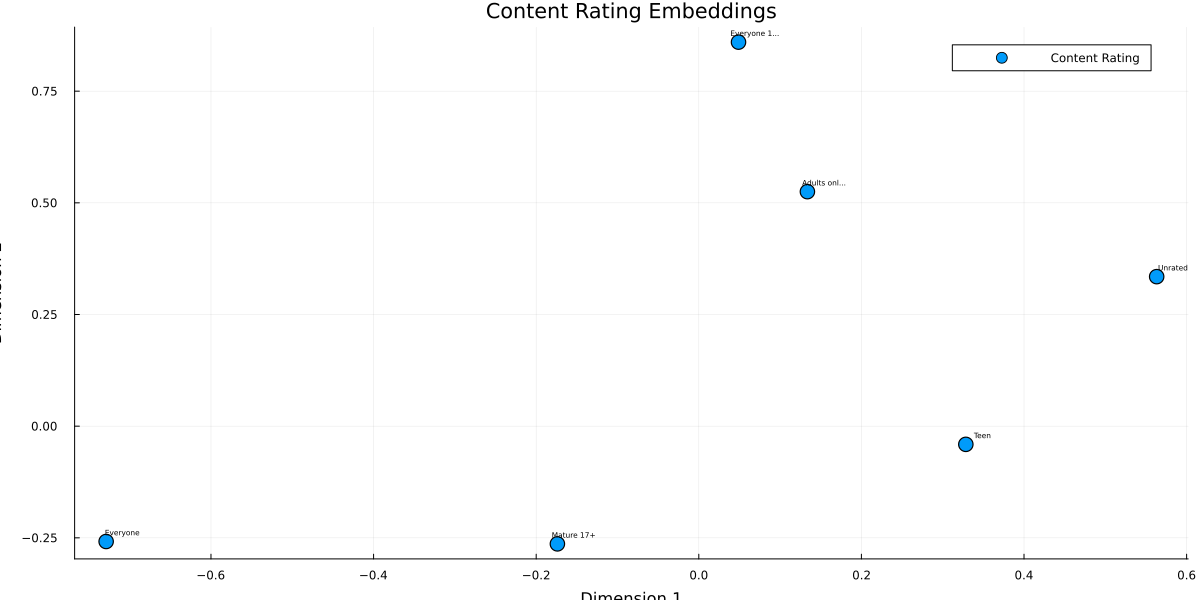 Content Rating Embeddings
Everyone 1...
Content Rating
0.75
Adults onl...
0.50
Unrated
0.25
0.00
Teen
Everyone
Mature 17+
−0.25
−0.6
−0.4
−0.2
0.0
0.2
0.4
0.6
Dimension 1